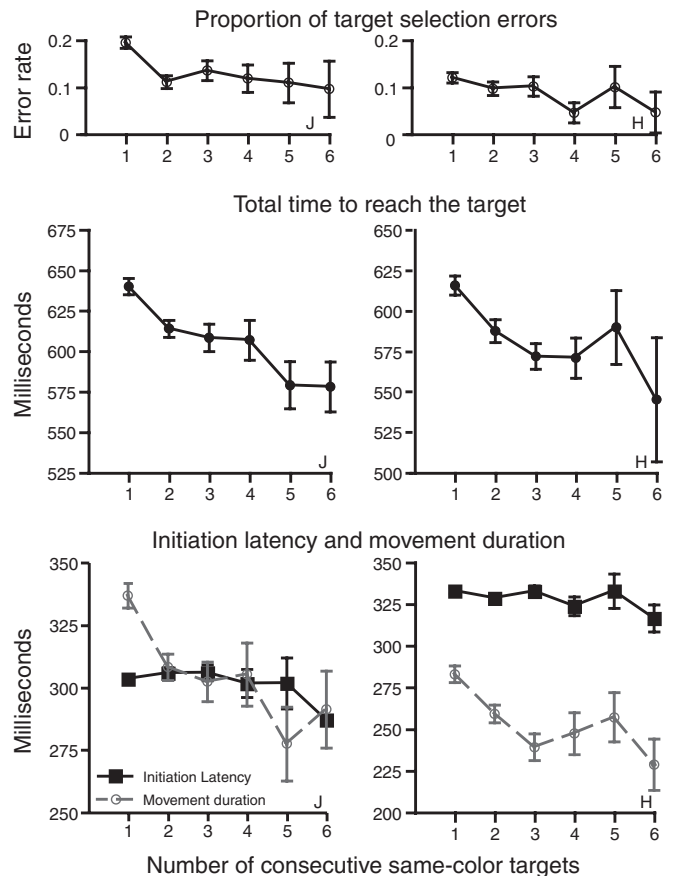 Proportion of target selection errors
Error rate
0.2
0.1
0
1 2 3 4 5 6
J
0.2
0.1
0
1 2 3 4 5 6
H
Total time to reach the target
Milliseconds
675
650
625
600
575
550
525
1 2 3 4 5 6
J
650
625
600
575
550
525
500
1 2 3 4 5 6
H
Initiation latency and movement duration
Milliseconds
350
325
300
275
250
Initiation Latency
Movement duration
J
1 2 3 4 5 6
350
325
300
275
250
225
200
H
1 2 3 4 5 6
Number of consecutive same-color targets